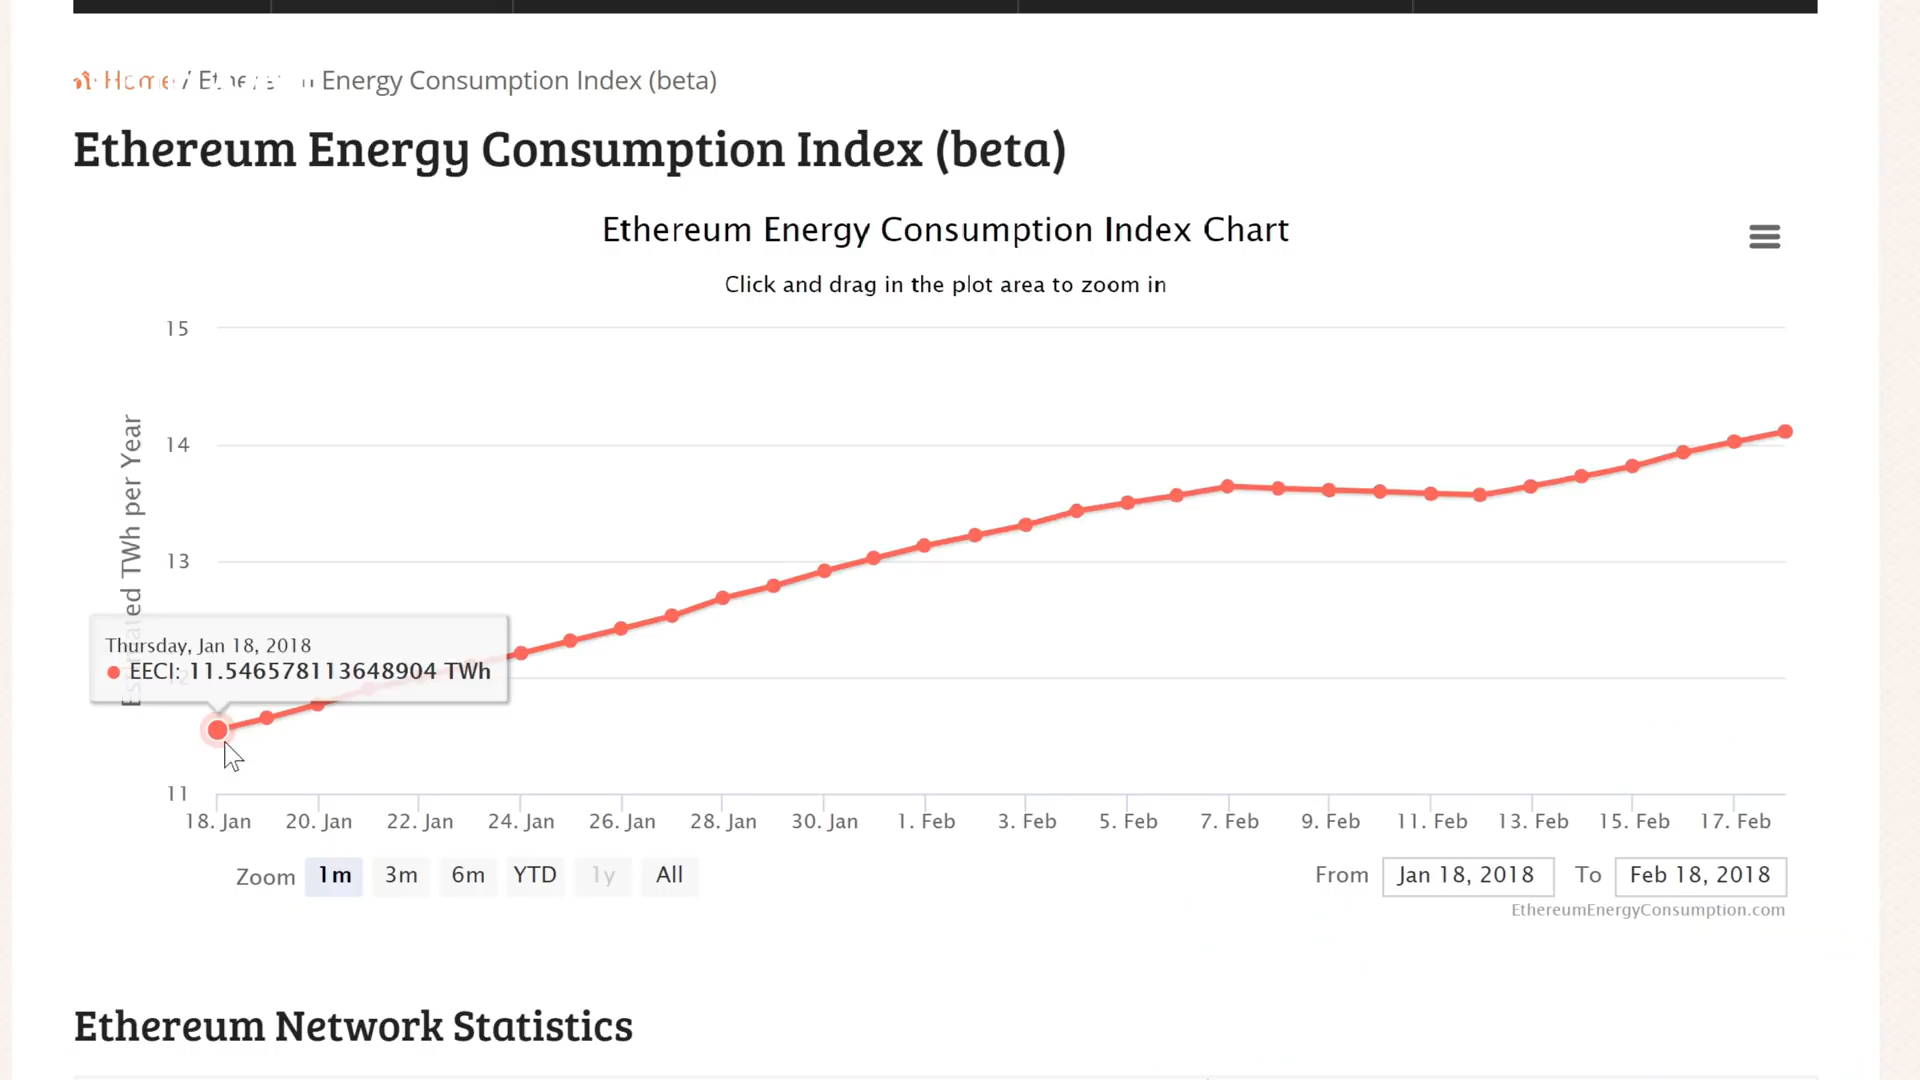 Home / Ethereum Energy Consumption Index (beta)
Ethereum Energy Consumption Index (beta)
Ethereum Energy Consumption Index Chart
Click and drag in the plot area to zoom in
15
14
13
11
Estimated TWh per Year
Thursday, Jan 18, 2018
EECI: 11.546578113648904 TWh
18. Jan 20. Jan 22. Jan 24. Jan 26. Jan 28. Jan 30. Jan 1. Feb 3. Feb 5. Feb 7. Feb 9. Feb 11. Feb 13. Feb 15. Feb 17. Feb
Zoom 1m 3m 6m YTD 1y All From Jan 18, 2018 To Feb 18, 2018
EthereumEnergyConsumption.com
Ethereum Network Statistics